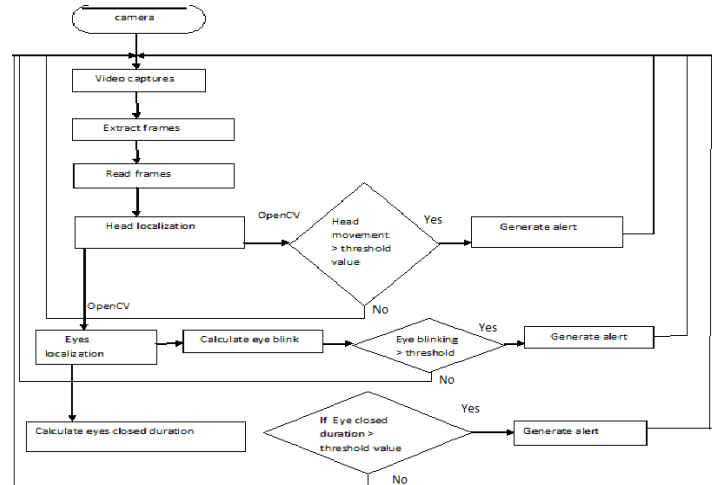 camera
Video captures
Extract frames
Read frames
Head localization
OpenCV
Head
movement
> threshold
value
Yes
Generate alert
No
OpenCV
Eyes
localization
Calculate eye blink
Eye blinking
> threshold
Yes
Generate alert
No
Calculate eyes closed duration
If Eye closed
duration >
threshold value
Yes
Generate alert
No